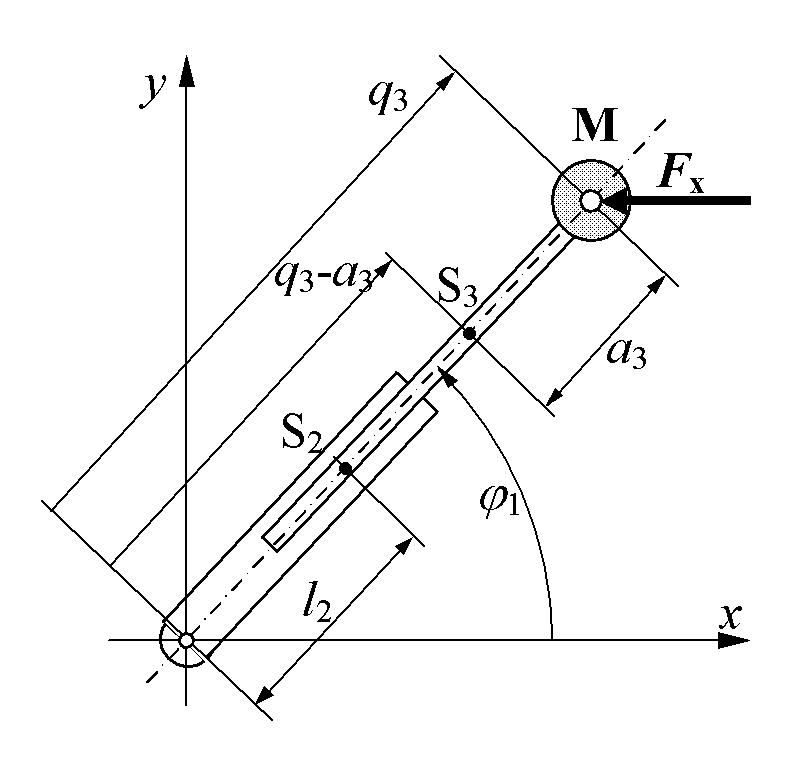 y
q₃
M
Fₓ
q₃-a₃
S₃
a₃
S₂
φ₁
l₂
x